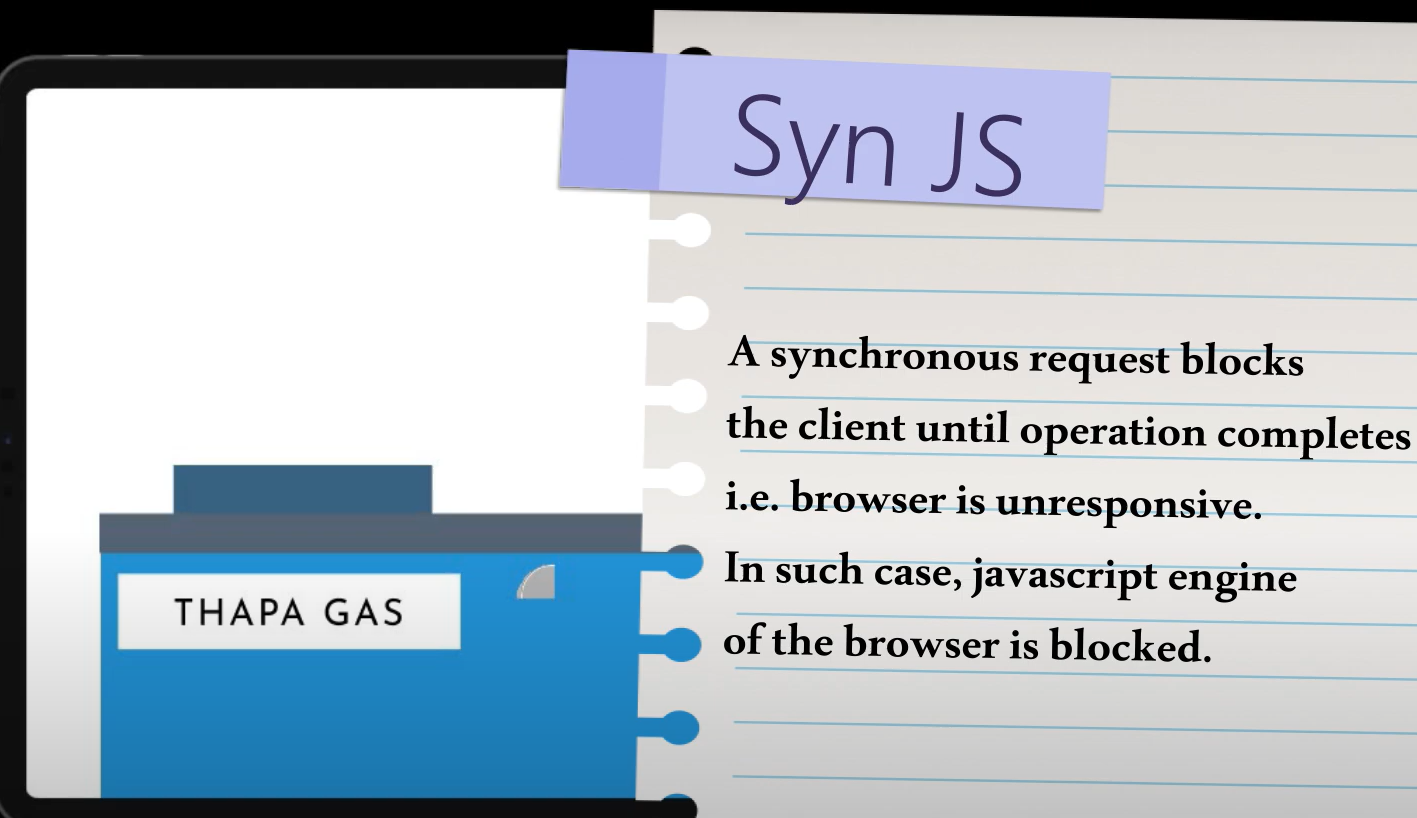 Syn JS
A synchronous request blocks
the client until operation completes
i.e. browser is unresponsive.
In such case, javascript engine
of the browser is blocked.
THAPA GAS